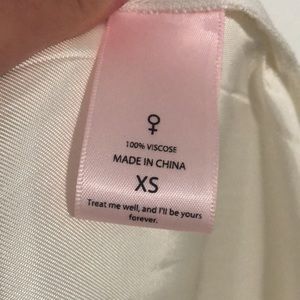 100% VISCOSE
MADE IN CHINA
XS
Treat me well, and I'll be yours
forever.